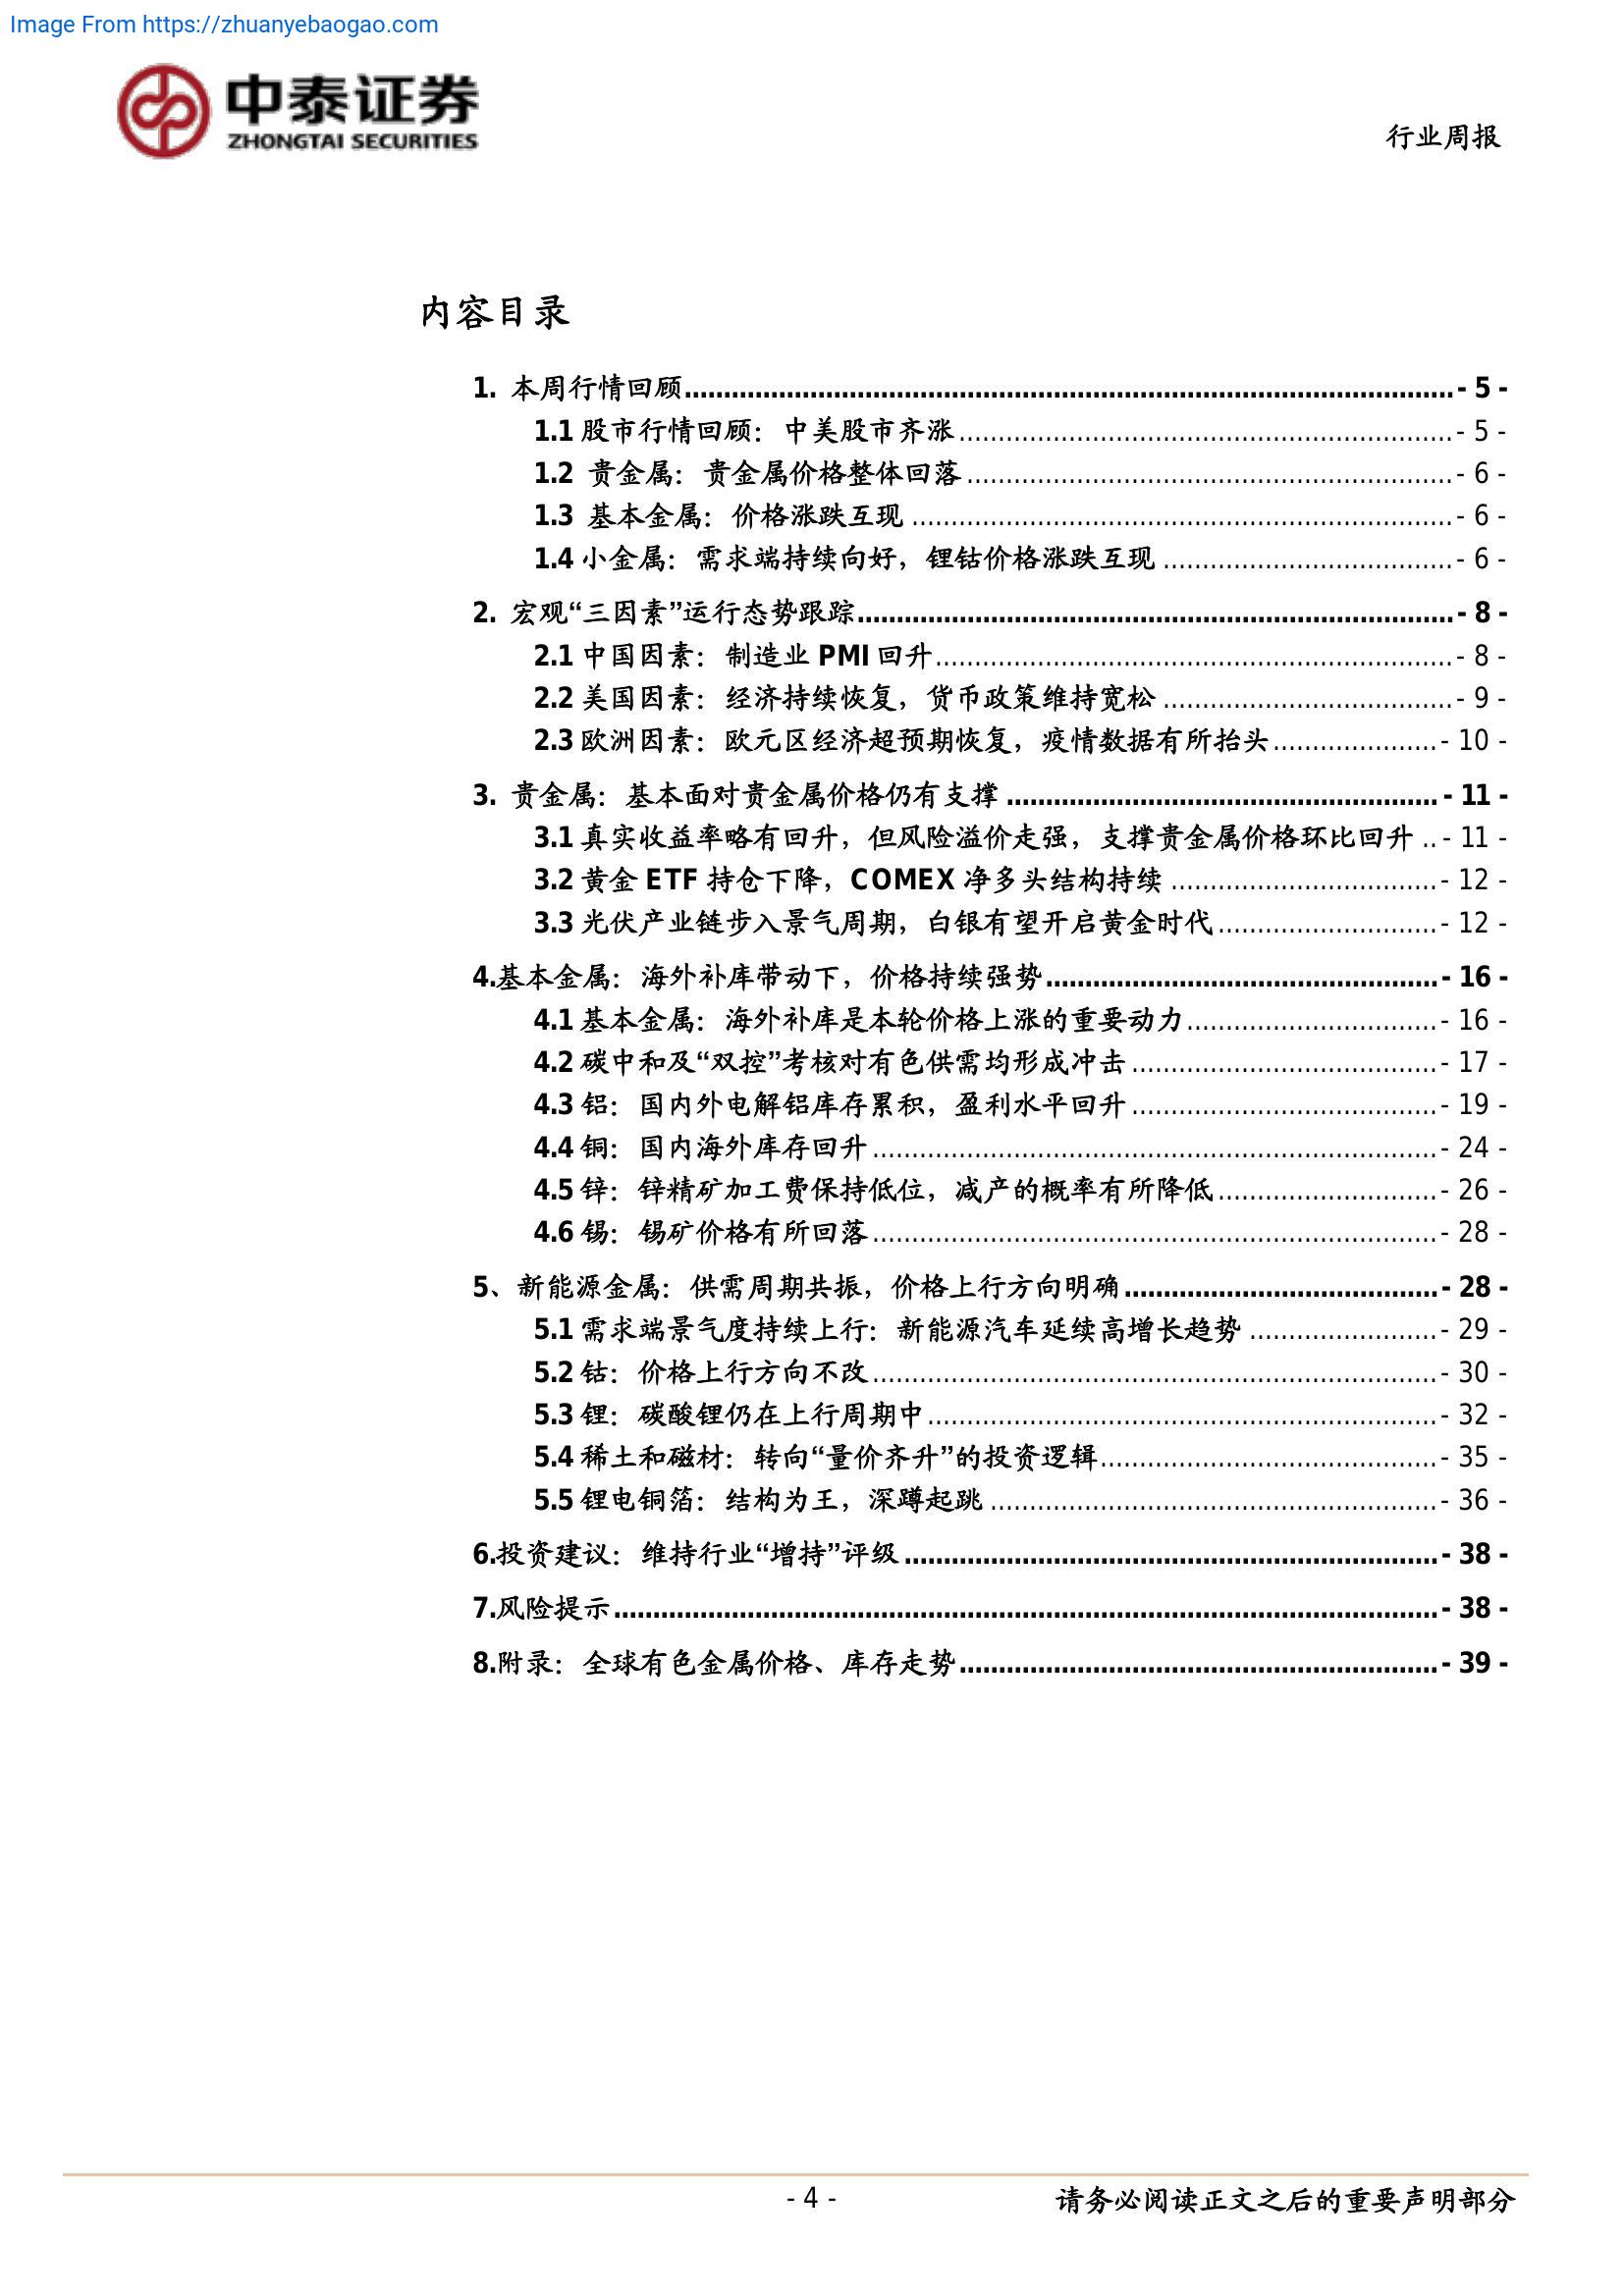 Image From https://zhuanyebaogao.com
中泰证券
ZHONGTAI SECURITIES
行业周报
内容目录
1. 本周行情回顾 - 5 -
1.1 股市行情回顾：中美股市齐涨 - 5 -
1.2 贵金属：贵金属价格整体回落 - 6 -
1.3 基本金属：价格涨跌互现 - 6 -
1.4 小金属：需求端持续向好，锂钴价格涨跌互现 - 6 -
2. 宏观“三因素”运行态势跟踪 - 8 -
2.1 中国因素：制造业 PMI 回升 - 8 -
2.2 美国因素：经济持续恢复，货币政策维持宽松 - 9 -
2.3 欧洲因素：欧元区经济超预期恢复，疫情数据有所抬头 - 10 -
3. 贵金属：基本面对贵金属价格仍有支撑 - 11 -
3.1 真实收益率略有回升，但风险溢价走强，支撑贵金属价格环比回升 - 11 -
3.2 黄金 ETF 持仓下降，COMEX 净多头结构持续 - 12 -
3.3 光伏产业链步入景气周期，白银有望开启黄金时代 - 12 -
4.基本金属：海外补库带动下，价格持续强势 - 16 -
4.1 基本金属：海外补库是本轮价格上涨的重要动力 - 16 -
4.2 碳中和及“双控”考核对有色供需均形成冲击 - 17 -
4.3 铝：国内外电解铝库存累积，盈利水平回升 - 19 -
4.4 铜：国内海外库存回升 - 24 -
4.5 锌：锌精矿加工费保持低位，减产的概率有所降低 - 26 -
4.6 锡：锡矿价格有所回落 - 28 -
5、新能源金属：供需周期共振，价格上行方向明确 - 28 -
5.1 需求端景气度持续上行：新能源汽车延续高增长趋势 - 29 -
5.2 钴：价格上行方向不改 - 30 -
5.3 锂：碳酸锂仍在上行周期中 - 32 -
5.4 稀土和磁材：转向“量价齐升”的投资逻辑 - 35 -
5.5 锂电铜箔：结构为王，深蹲起跳 - 36 -
6.投资建议：维持行业“增持”评级 - 38 -
7.风险提示 - 38 -
8.附录：全球有色金属价格、库存走势 - 39 -
- 4 -
请务必阅读正文之后的重要声明部分